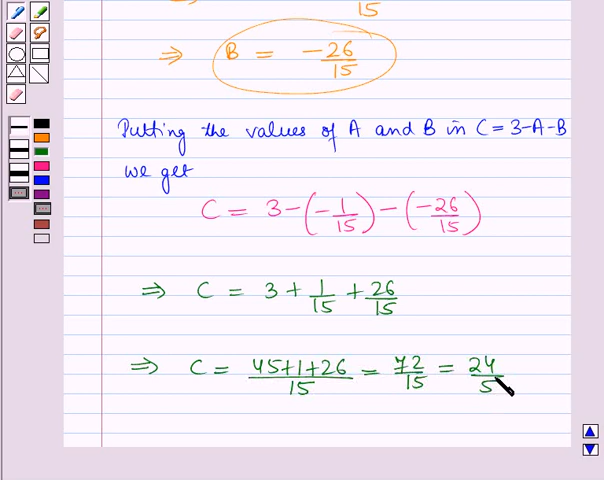 15
⇒ B = -26/15
Putting the values of A and B in C = 3-A-B
we get
C = 3 - (-1/15) - (-26/15)
⇒ C = 3 + 1/15 + 26/15
⇒ C = 45+1+26/15 = 72/15 = 24/5